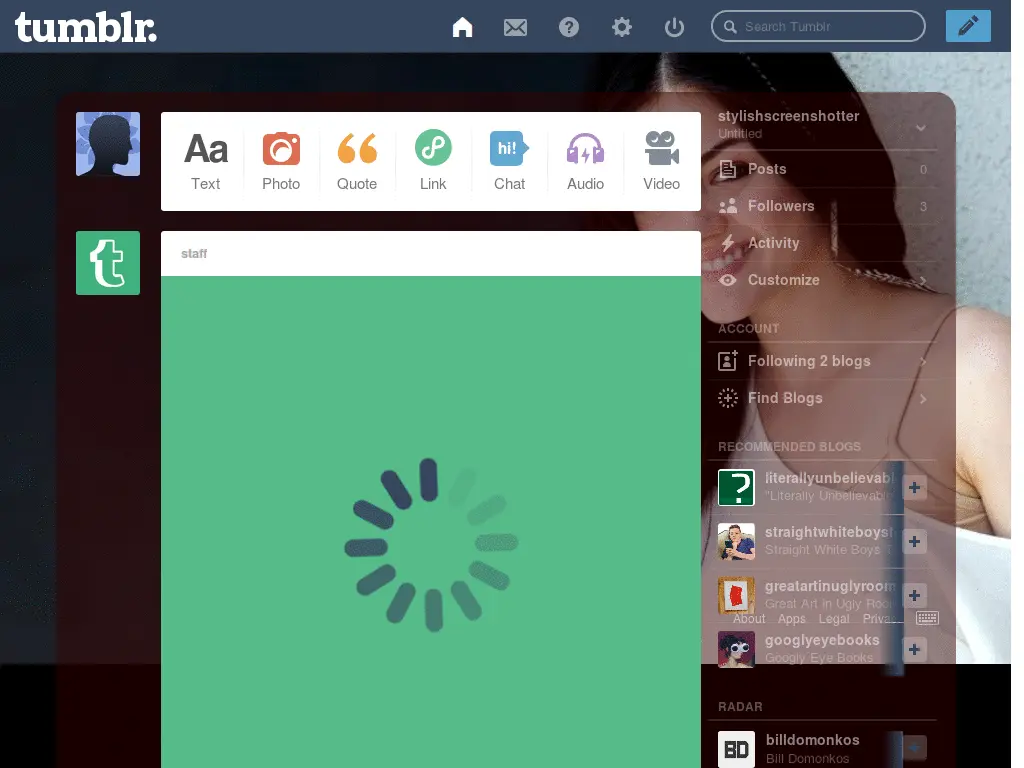 tumblr.
Search Tumblr
Aa
hi!
Text
Photo
Quote
Link
Chat
Audio
Video
stylishscreenshotter
Untitled
Posts 0
Followers 3
Activity
Customize
t
staff
ACCOUNT
Following 2 blogs
Find Blogs
RECOMMENDED BLOGS
?
literallyunbelievabl
"Literally Unbelievabl
straightwhiteboyst
Straight White Boys T
greatartinuglyroom
Great Art in Ugly Roo
About Apps Legal Priva...
googlyeyebooks
Googly Eye Books
RADAR
BD
billdomonkos
Bill Domonkos